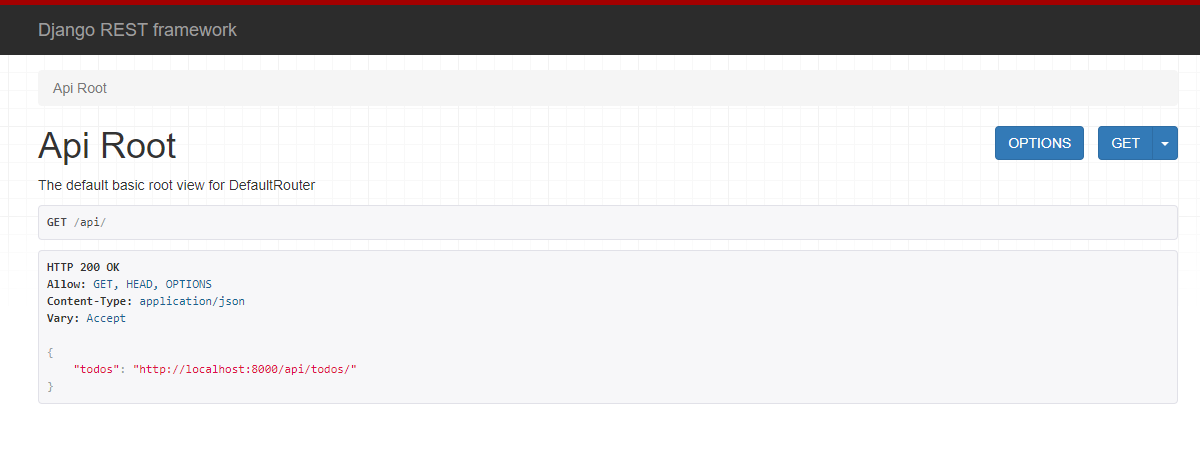 Django REST framework
Api Root
Api Root
OPTIONS
GET
The default basic root view for DefaultRouter
GET /api/
HTTP 200 OK
Allow: GET, HEAD, OPTIONS
Content-Type: application/json
Vary: Accept
{
    "todos": "http://localhost:8000/api/todos/"
}